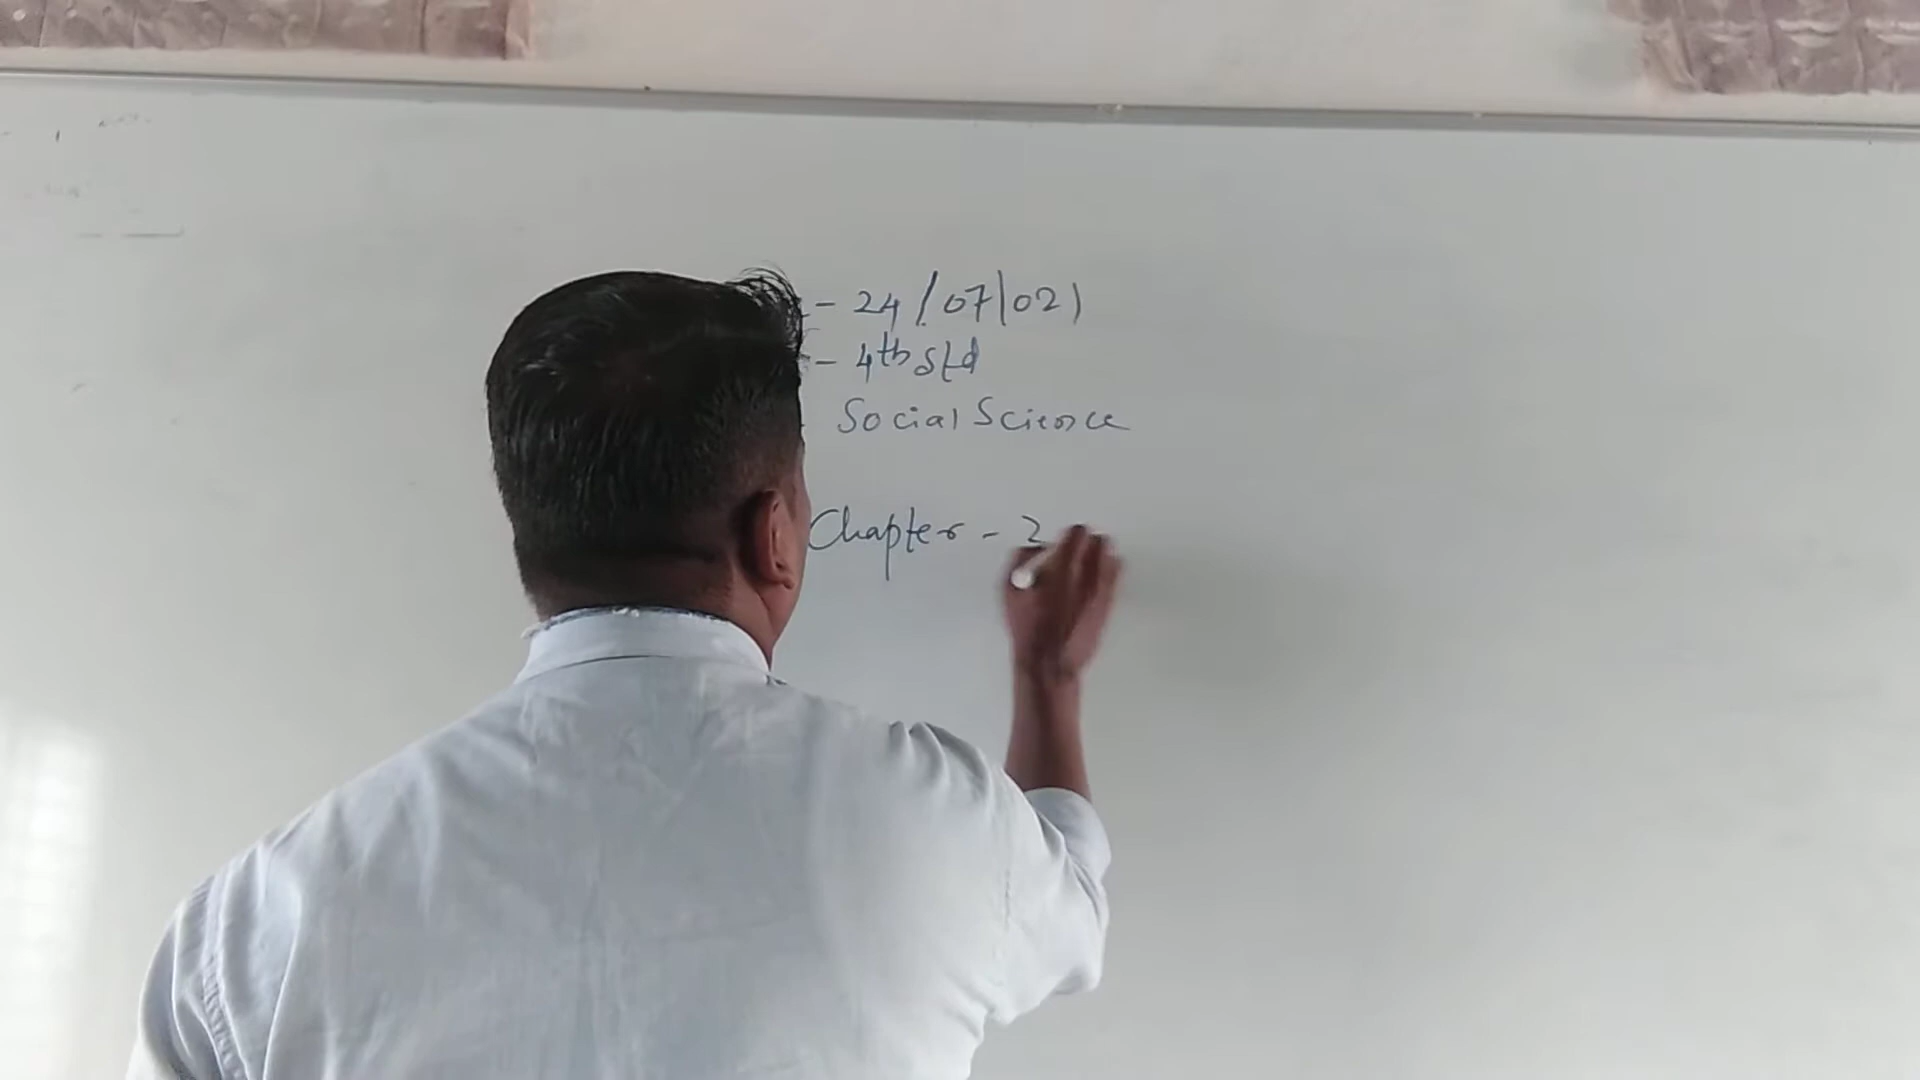 - 24/07/021
- 4th Std
Social Science
Chapter - 2